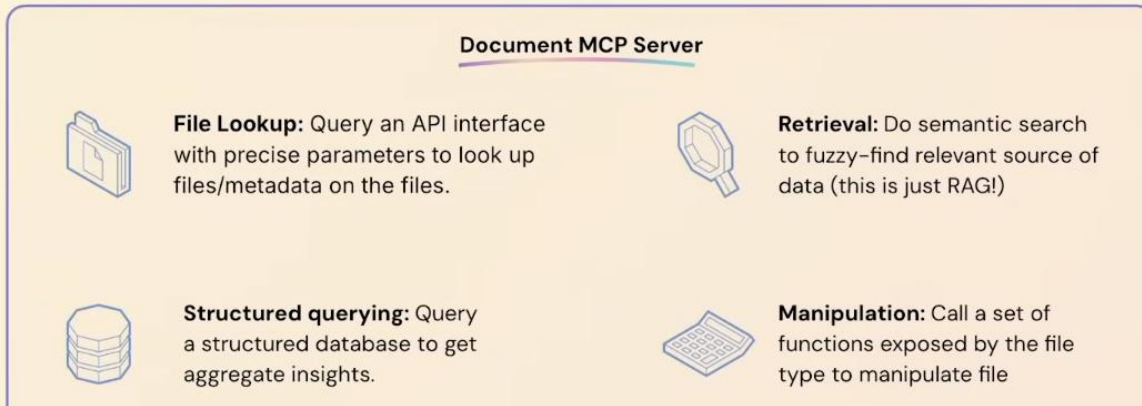 Document MCP Server
File Lookup: Query an API interface
with precise parameters to look up
files/metadata on the files.
Retrieval: Do semantic search
to fuzzy-find relevant source of
data (this is just RAG!)
Structured querying: Query
a structured database to get
aggregate insights.
Manipulation: Call a set of
functions exposed by the file
type to manipulate file